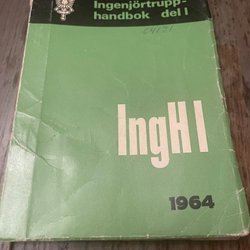 Ingenjörtrupp-
handbok del I
IngH I
1964